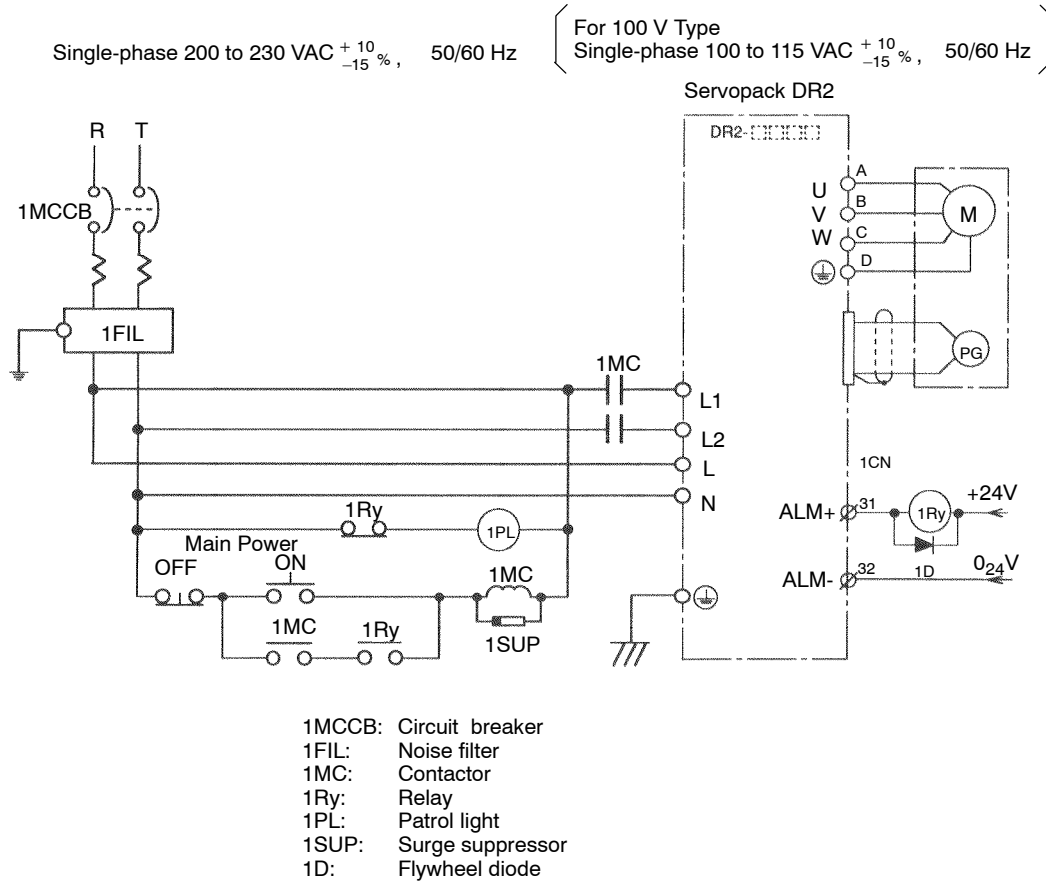 Single-phase 200 to 230 VAC + 10 −15 % , 50/60 Hz
For 100 V Type
Single-phase 100 to 115 VAC + 10 −15 % , 50/60 Hz
Servopack DR2
DR2-
R T
1MCCB
1FIL
U
V
W
A
B
C
D
M
PG
1MC
L1
L2
L
N
1CN
ALM+
31
1Ry
+24V
ALM-
32
1D
024V
1Ry
1PL
Main Power
OFF
ON
1MC
1SUP
1MC
1Ry
1MCCB: Circuit breaker
1FIL: Noise filter
1MC: Contactor
1Ry: Relay
1PL: Patrol light
1SUP: Surge suppressor
1D: Flywheel diode